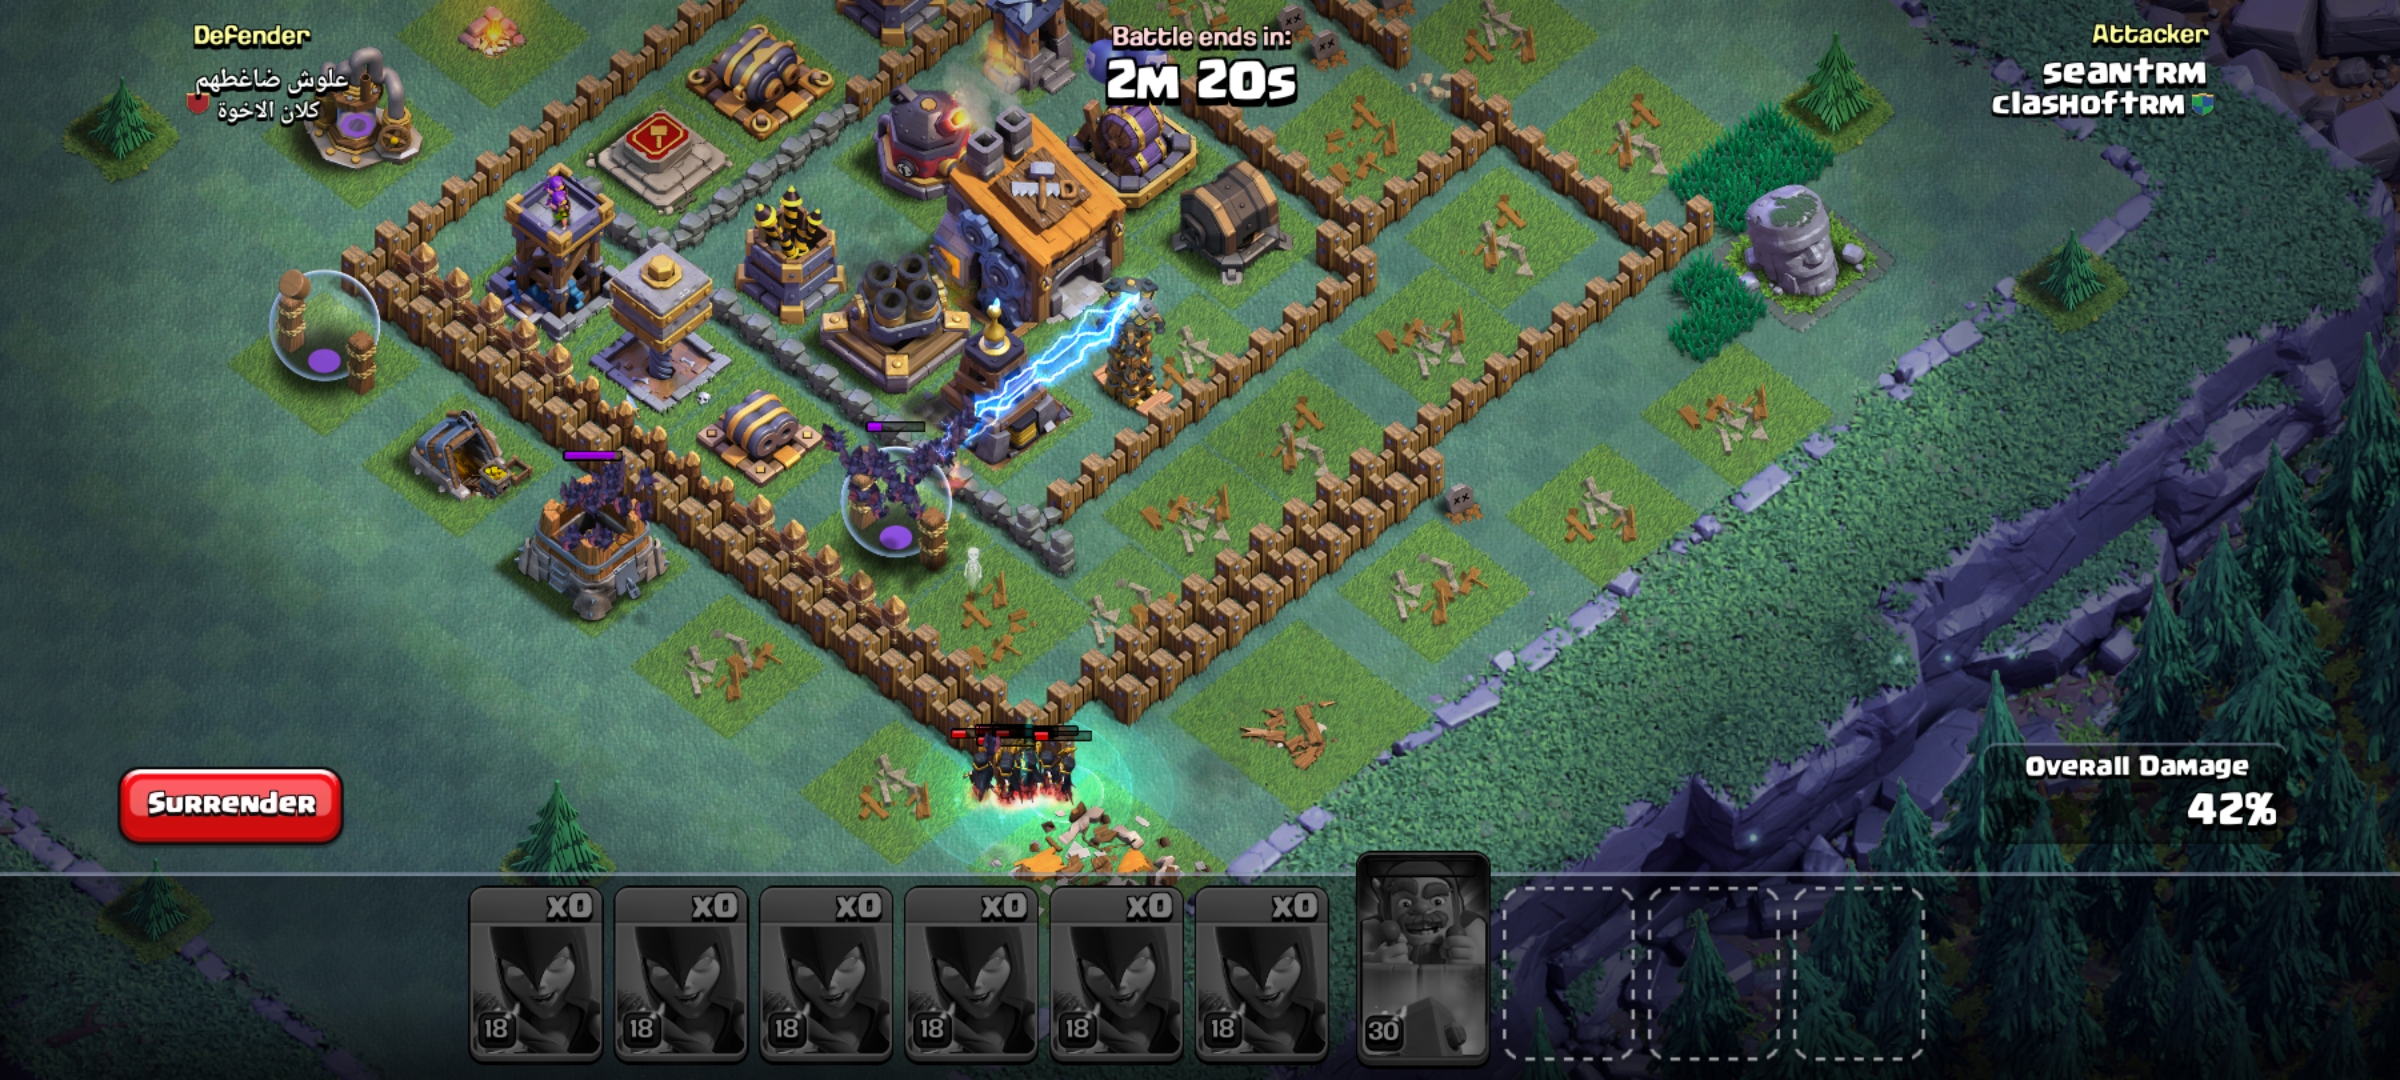 Defender
علوش ضاغطهم
كلان الاخوة
Battle ends in:
2M 20s
Attacker
seantRM
clashoftRM
Surrender
Overall Damage
42%
x0 x0 x0 x0 x0 x0
18 18 18 18 18 18 30